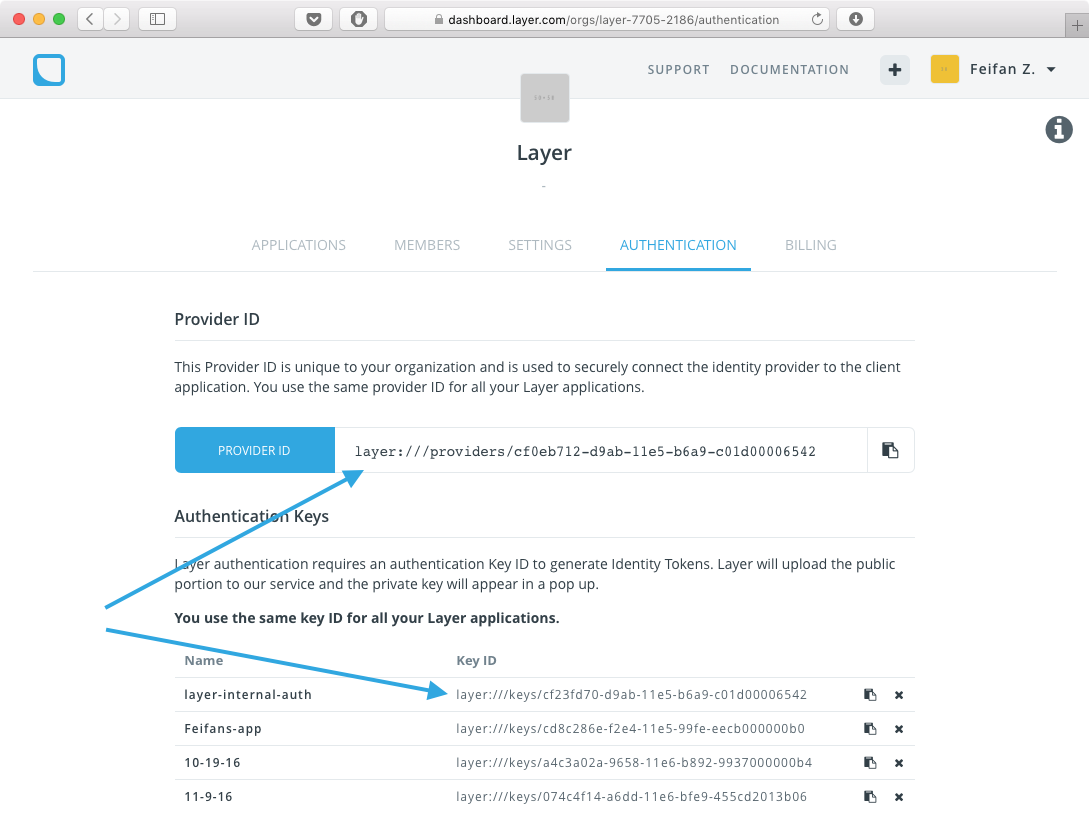 dashboard.layer.com/orgs/layer-7705-2186/authentication
SUPPORT DOCUMENTATION Feifan Z.
Layer
-
APPLICATIONS MEMBERS SETTINGS AUTHENTICATION BILLING
Provider ID
This Provider ID is unique to your organization and is used to securely connect the identity provider to the client
application. You use the same provider ID for all your Layer applications.
PROVIDER ID layer:///providers/cf0eb712-d9ab-11e5-b6a9-c01d00006542
Authentication Keys
Layer authentication requires an authentication Key ID to generate Identity Tokens. Layer will upload the public
portion to our service and the private key will appear in a pop up.
You use the same key ID for all your Layer applications.
Name Key ID
layer-internal-auth layer:///keys/cf23fd70-d9ab-11e5-b6a9-c01d00006542
Feifans-app layer:///keys/cd8c286e-f2e4-11e5-99fe-eecb000000b0
10-19-16 layer:///keys/a4c3a02a-9658-11e6-b892-9937000000b4
11-9-16 layer:///keys/074c4f14-a6dd-11e6-bfe9-455cd2013b06